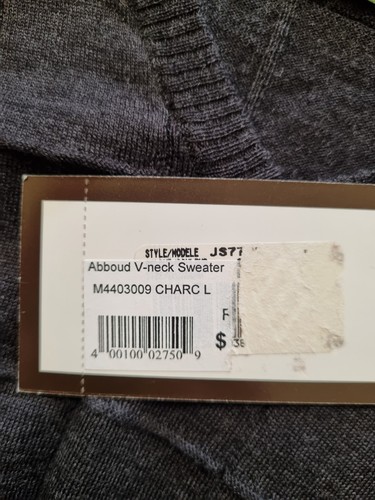 STYLE/MODELE JS77
Abboud V-neck Sweater
M4403009 CHARC L
F
$
4 00100 02750 9